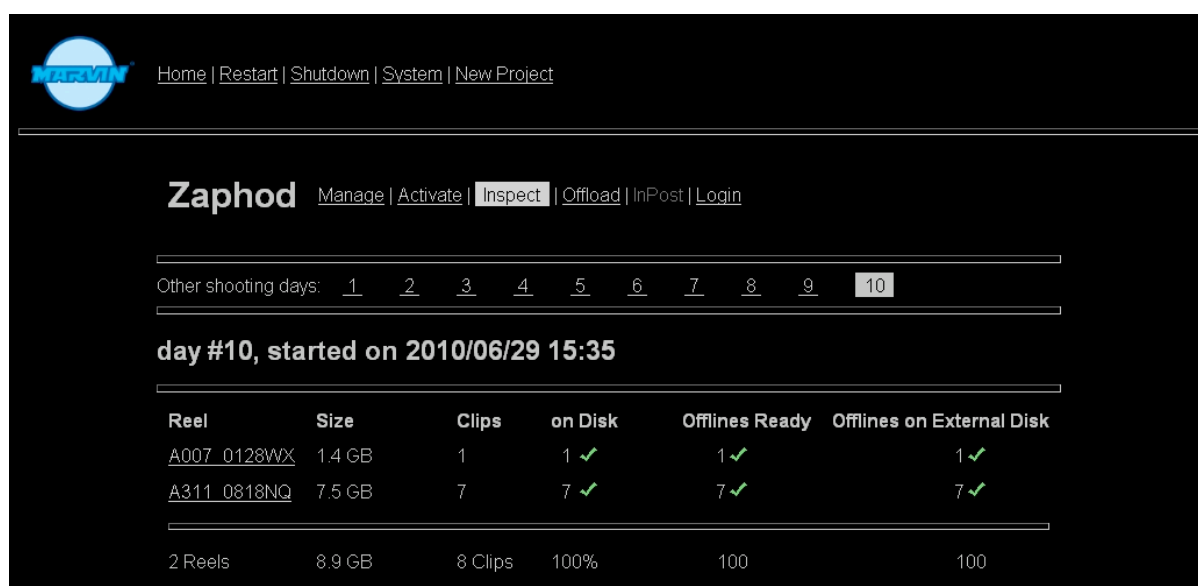 MARVIN
Home | Restart | Shutdown | System | New Project
Zaphod Manage | Activate | Inspect | Offload | InPost | Login
Other shooting days: 1 2 3 4 5 6 7 8 9 10
day #10, started on 2010/06/29 15:35
Reel Size Clips on Disk Offlines Ready Offlines on External Disk
A007_0128WX 1.4 GB 1 1 ✓ 1 ✓ 1 ✓
A311_0818NQ 7.5 GB 7 7 ✓ 7 ✓ 7 ✓
2 Reels 8.9 GB 8 Clips 100% 100 100